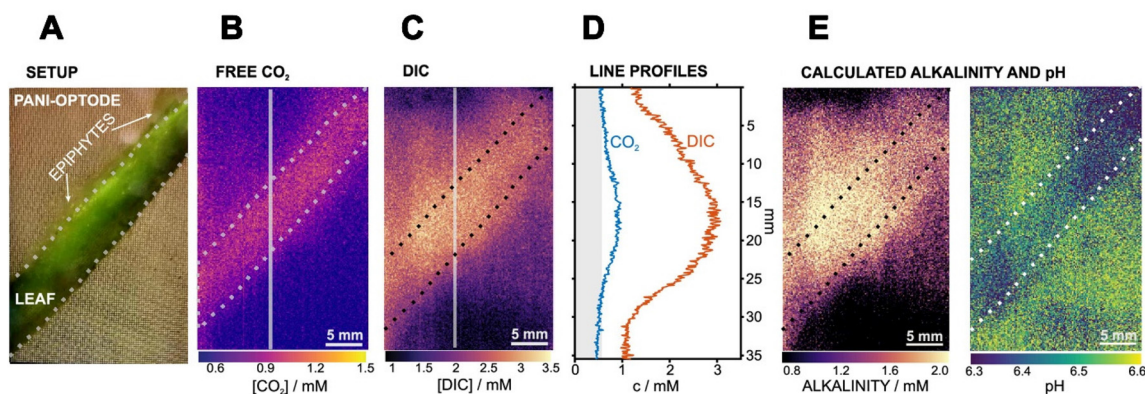 A
B
C
D
E
SETUP
FREE CO₂
DIC
LINE PROFILES
CALCULATED ALKALINITY AND pH
PANI-OPTODE
EPIPHYTES
LEAF
5 mm
0.6 0.9 1.2 1.5
[CO₂] / mM
5 mm
1 1.5 2 2.5 3 3.5
[DIC] / mM
CO₂
DIC
5
10
15
20
25
30
35
mm
0 1 2 3
c / mM
5 mm
0.8 1.2 1.6 2.0
ALKALINITY / mM
5 mm
6.3 6.4 6.5 6.6
pH